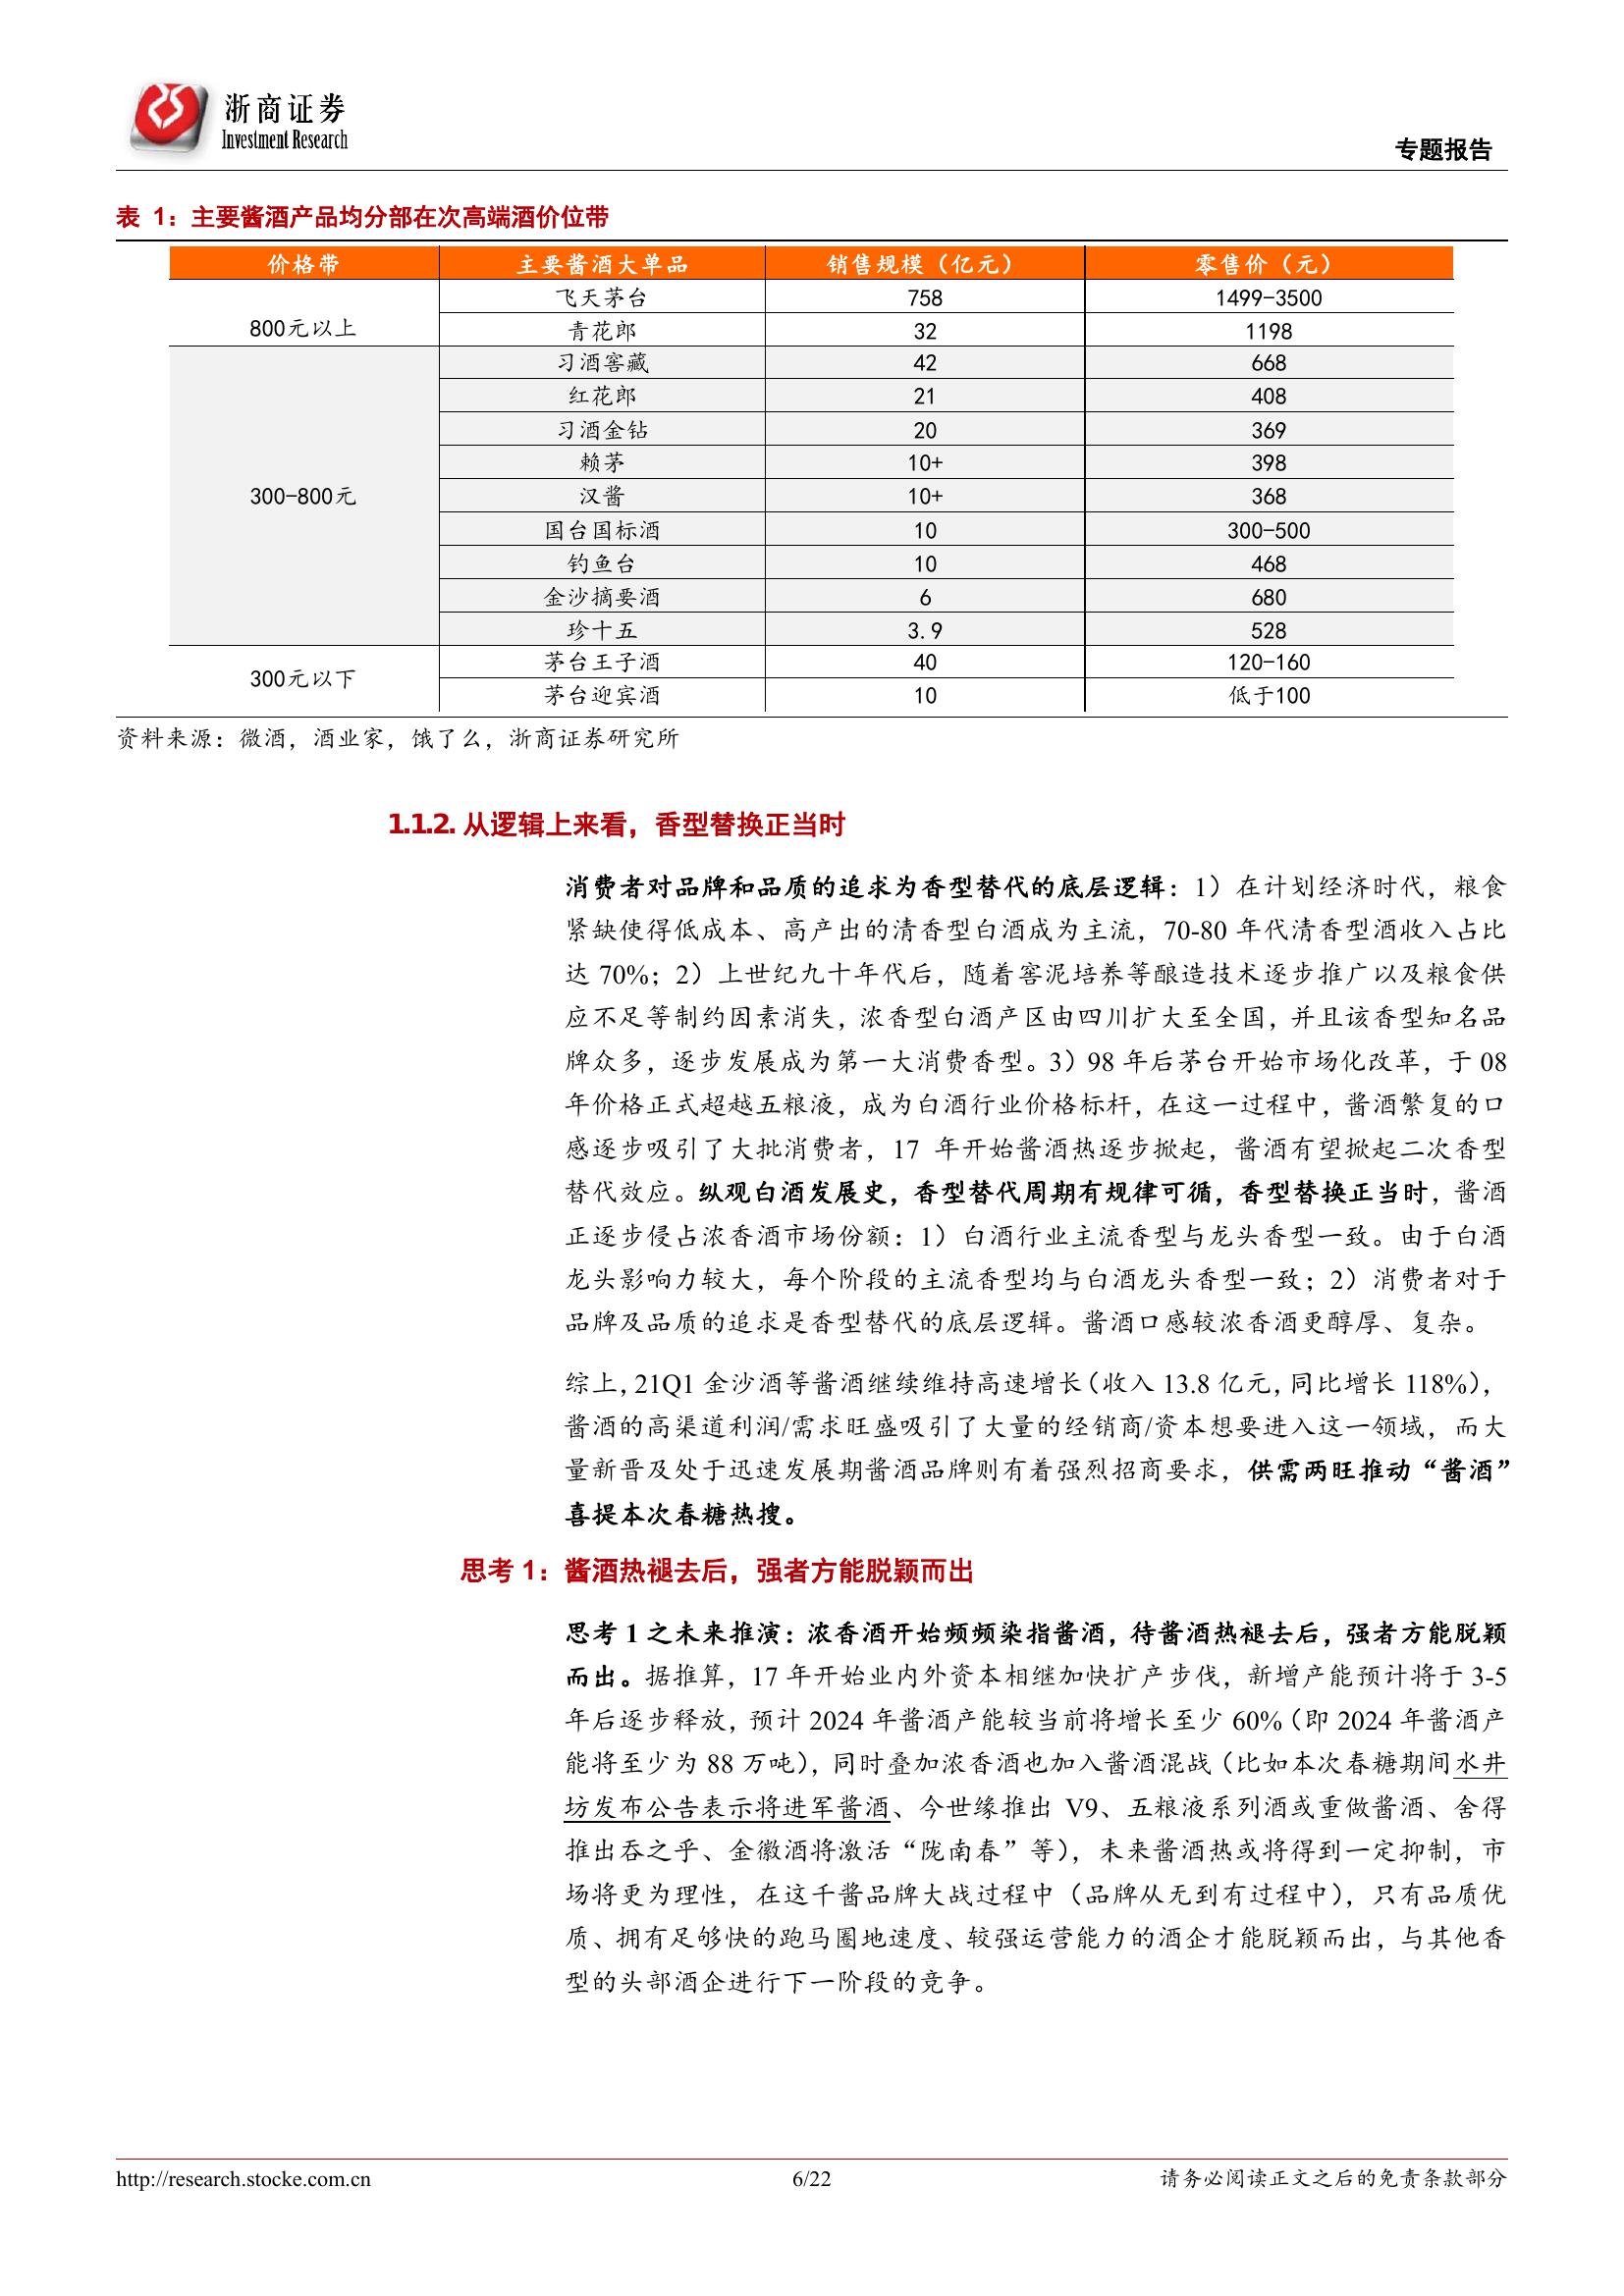 浙商证券
Investment Research
专题报告
表 1：主要酱酒产品均分部在次高端酒价位带
价格带 主要酱酒大单品 销售规模（亿元） 零售价（元）
800元以上 飞天茅台 758 1499-3500
青花郎 32 1198
300-800元 习酒窖藏 42 668
红花郎 21 408
习酒金钻 20 369
赖茅 10+ 398
汉酱 10+ 368
国台国标酒 10 300-500
钓鱼台 10 468
金沙摘要酒 6 680
珍十五 3.9 528
300元以下 茅台王子酒 40 120-160
茅台迎宾酒 10 低于100
资料来源：微酒，酒业家，饿了么，浙商证券研究所
1.1.2. 从逻辑上来看，香型替换正当时
消费者对品牌和品质的追求为香型替代的底层逻辑：1）在计划经济时代，粮食
紧缺使得低成本、高产出的清香型白酒成为主流，70-80 年代清香型酒收入占比
达 70%；2）上世纪九十年代后，随着窖泥培养等酿造技术逐步推广以及粮食供
应不足等制约因素消失，浓香型白酒产区由四川扩大至全国，并且该香型知名品
牌众多，逐步发展成为第一大消费香型。3）98 年后茅台开始市场化改革，于 08
年价格正式超越五粮液，成为白酒行业价格标杆，在这一过程中，酱酒繁复的口
感逐步吸引了大批消费者，17 年开始酱酒热逐步掀起，酱酒有望掀起二次香型
替代效应。纵观白酒发展史，香型替代周期有规律可循，香型替换正当时，酱酒
正逐步侵占浓香酒市场份额：1）白酒行业主流香型与龙头香型一致。由于白酒
龙头影响力较大，每个阶段的主流香型均与白酒龙头香型一致；2）消费者对于
品牌及品质的追求是香型替代的底层逻辑。酱酒口感较浓香酒更醇厚、复杂。
综上，21Q1 金沙酒等酱酒继续维持高速增长（收入 13.8 亿元，同比增长 118%），
酱酒的高渠道利润/需求旺盛吸引了大量的经销商/资本想要进入这一领域，而大
量新晋及处于迅速发展期酱酒品牌则有着强烈招商要求，供需两旺推动“酱酒”
喜提本次春糖热搜。
思考 1：酱酒热褪去后，强者方能脱颖而出
思考 1 之未来推演：浓香酒开始频频染指酱酒，待酱酒热褪去后，强者方能脱颖
而出。据推算，17 年开始业内外资本相继加快扩产步伐，新增产能预计将于 3-5
年后逐步释放，预计 2024 年酱酒产能较当前将增长至少 60%（即 2024 年酱酒产
能将至少为 88 万吨），同时叠加浓香酒也加入酱酒混战（比如本次春糖期间水井
坊发布公告表示将进军酱酒、今世缘推出 V9、五粮液系列酒或重做酱酒、舍得
推出吞之乎、金徽酒将激活“陇南春”等），未来酱酒热或将得到一定抑制，市
场将更为理性，在这千酱品牌大战过程中（品牌从无到有过程中），只有品质优
质、拥有足够快的跑马圈地速度、较强运营能力的酒企才能脱颖而出，与其他香
型的头部酒企进行下一阶段的竞争。
http://research.stocke.com.cn 6/22 请务必阅读正文之后的免责条款部分